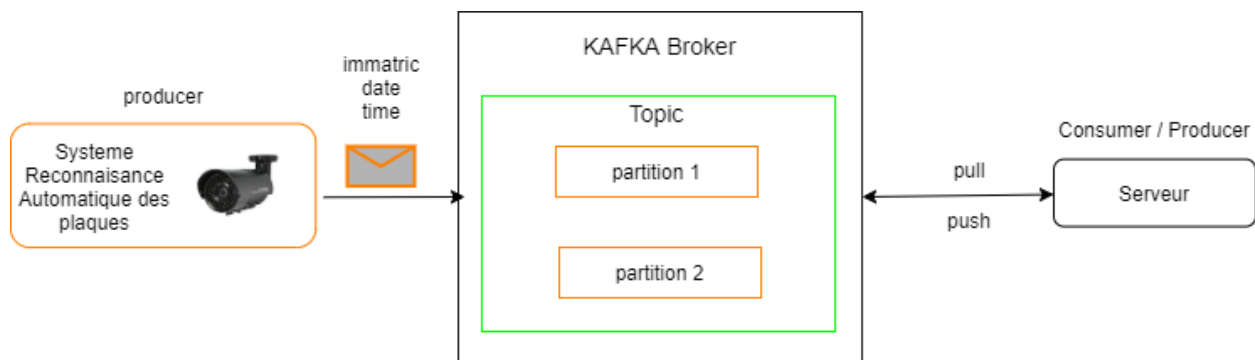 producer
Systeme
Reconnaisance
Automatique des
plaques
immatric
date
time
KAFKA Broker
Topic
partition 1
partition 2
pull
push
Consumer / Producer
Serveur